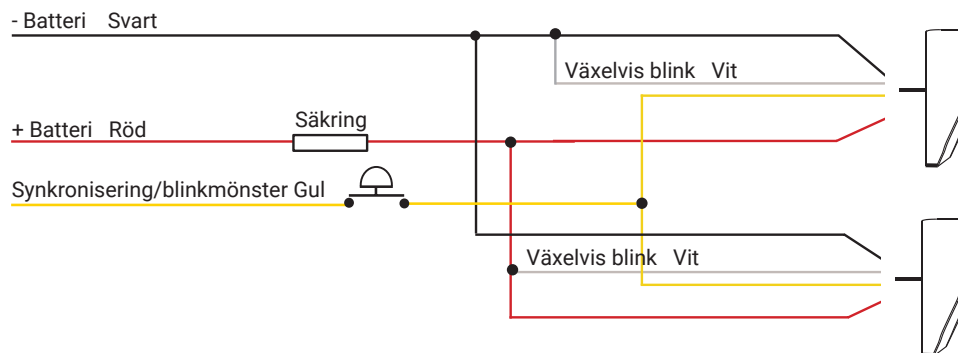 - Batteri Svart
Växelvis blink Vit
Säkring
+ Batteri Röd
Synkronisering/blinkmönster Gul
Växelvis blink Vit